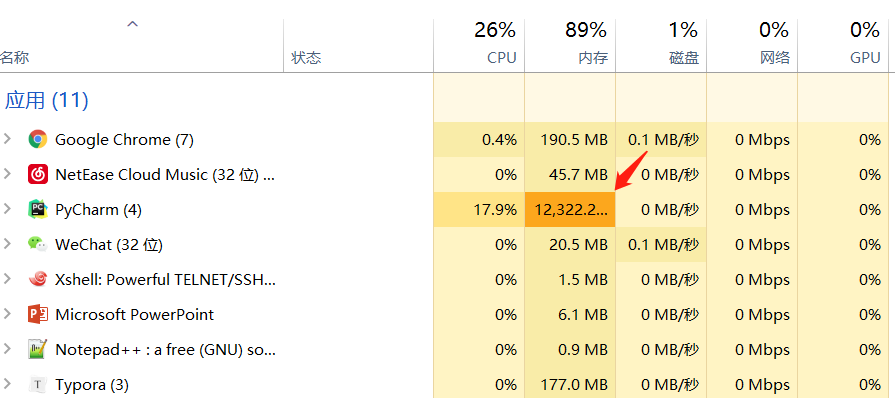 26% 89% 1% 0% 0%
名称 状态 CPU 内存 磁盘 网络 GPU
应用 (11)
Google Chrome (7) 0.4% 190.5 MB 0.1 MB/秒 0 Mbps 0%
NetEase Cloud Music (32 位) ... 0% 45.7 MB 0 MB/秒 0 Mbps 0%
PyCharm (4) 17.9% 12,322.2... 0 MB/秒 0 Mbps 0%
WeChat (32 位) 0% 20.5 MB 0.1 MB/秒 0 Mbps 0%
Xshell: Powerful TELNET/SSH... 0% 1.5 MB 0 MB/秒 0 Mbps 0%
Microsoft PowerPoint 0% 6.1 MB 0 MB/秒 0 Mbps 0%
Notepad++ : a free (GNU) so... 0% 0.9 MB 0 MB/秒 0 Mbps 0%
Typora (3) 0% 177.0 MB 0 MB/秒 0 Mbps 0%